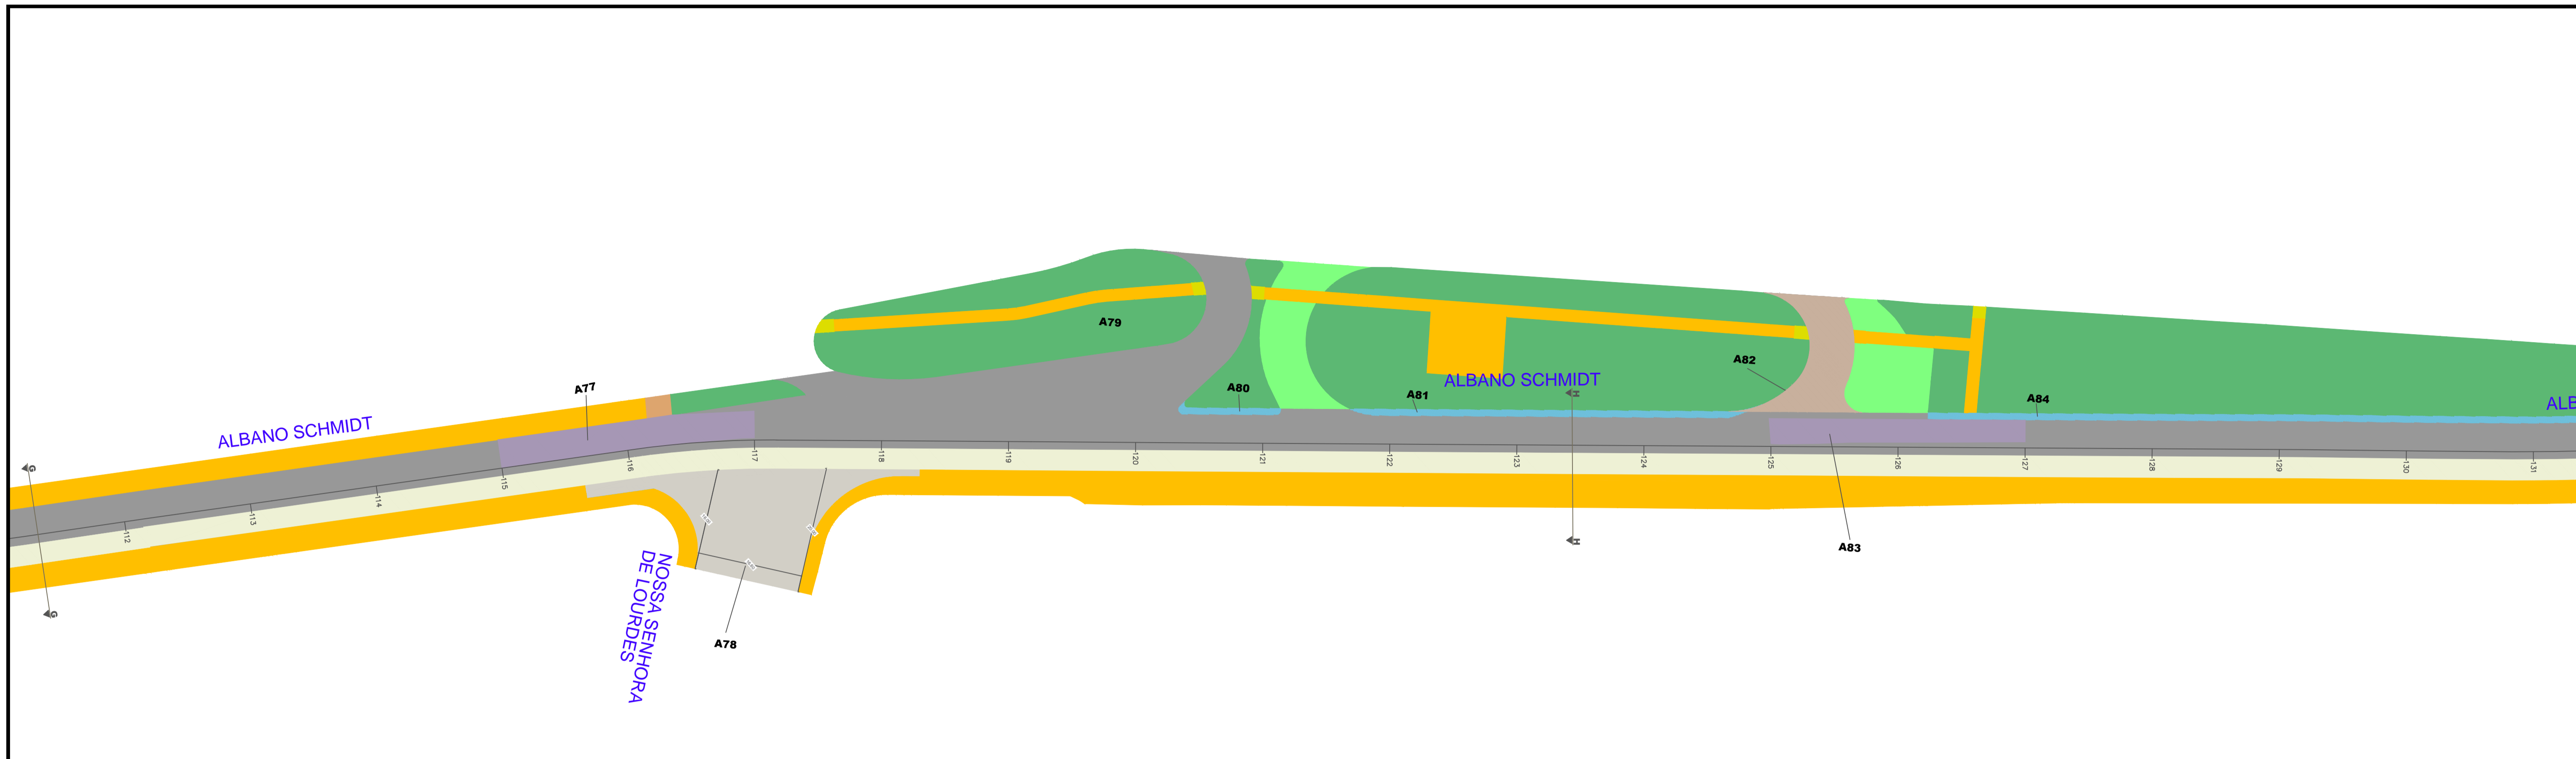 ALBANO SCHMIDT
A77
A79
A80
A81
ALBANO SCHMIDT
A82
A84
ALB
G
G
H
H
112
113
114
115
116
117
118
119
120
121
122
123
124
125
126
127
128
129
130
131
NOSSA SENHORA
DE LOURDES
A78
A83